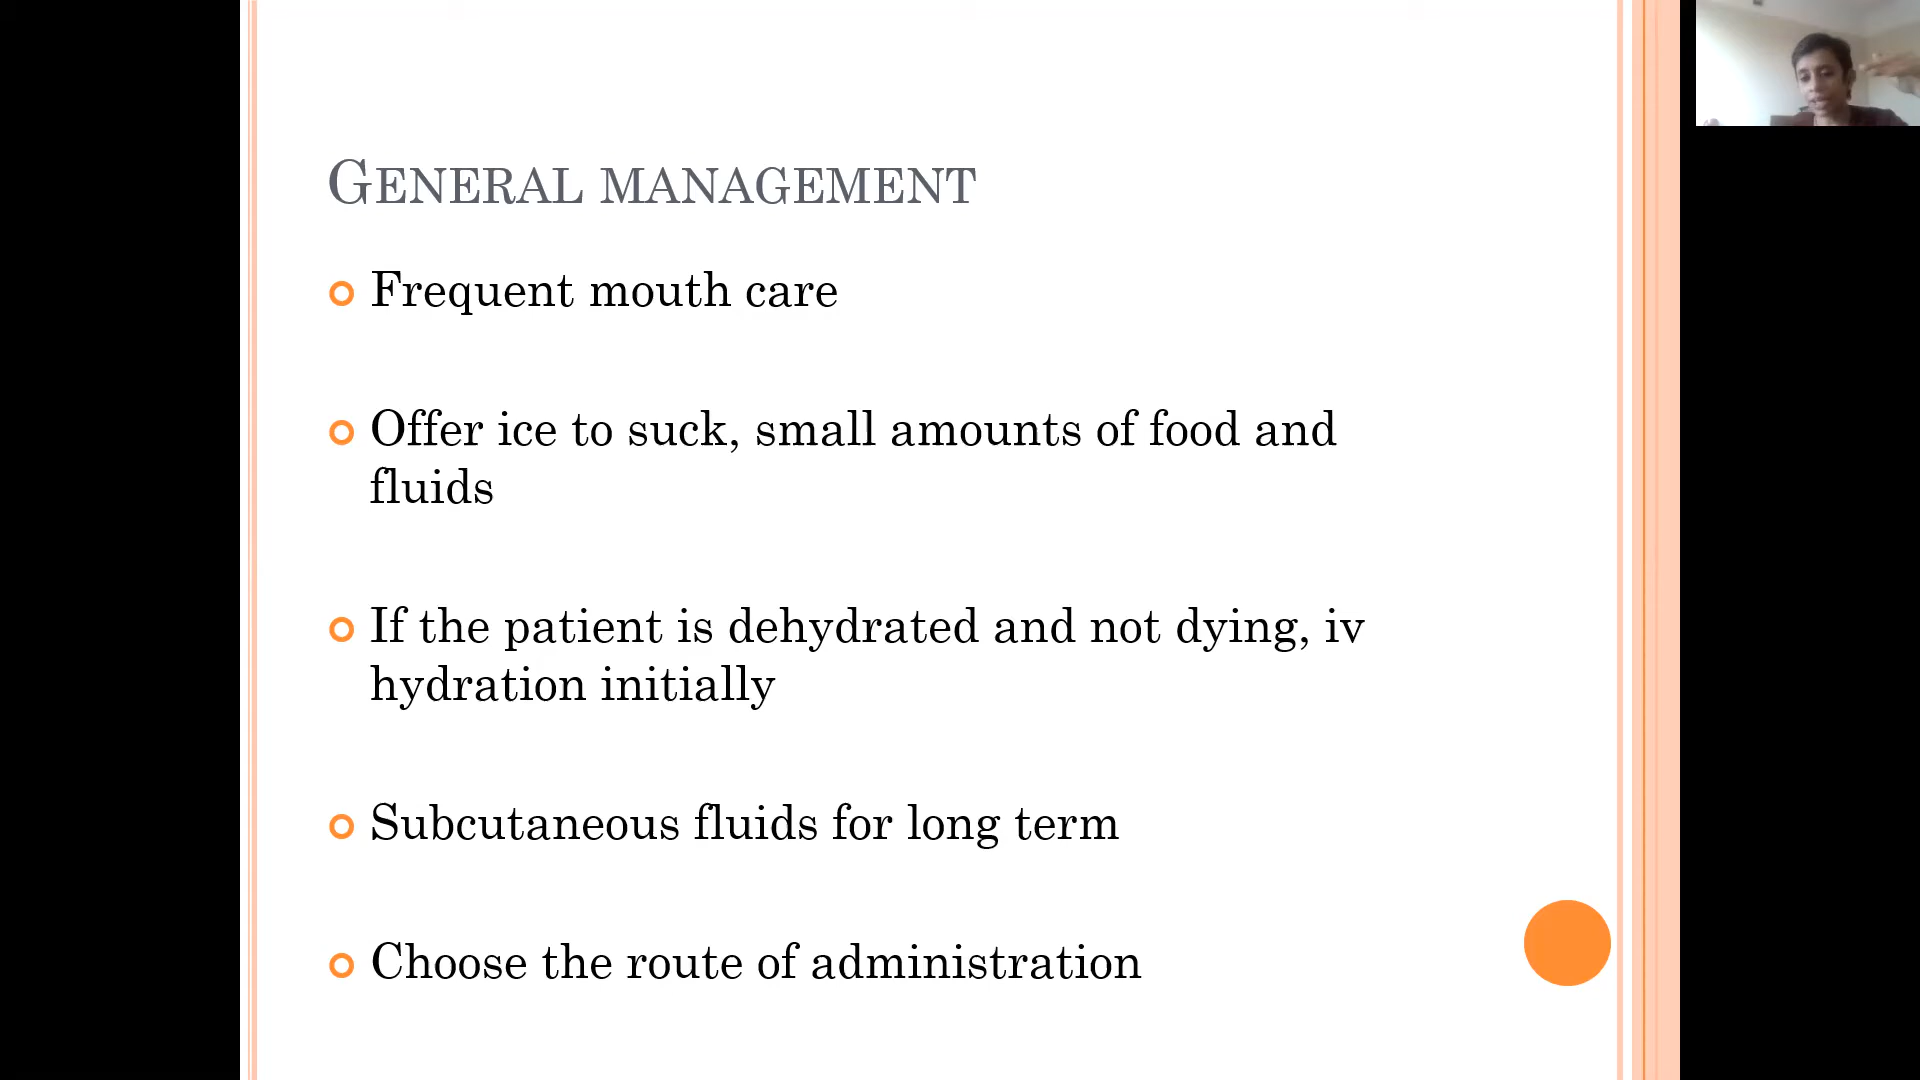 GENERAL MANAGEMENT
Frequent mouth care
Offer ice to suck, small amounts of food and
fluids
If the patient is dehydrated and not dying, iv
hydration initially
Subcutaneous fluids for long term
Choose the route of administration